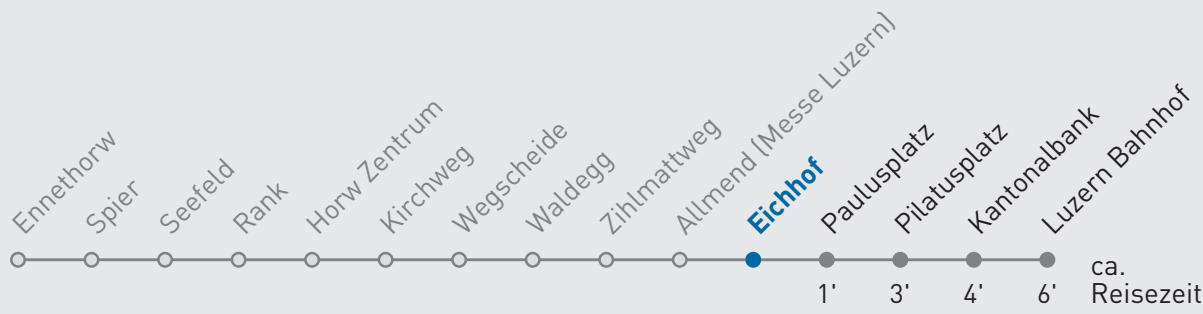 Ennethorw
Spier
Seefeld
Rank
Horw Zentrum
Kirchweg
Wegscheide
Waldegg
Zihlmattweg
Allmend (Messe Luzern)
Eichhof
Paulusplatz
Pilatusplatz
Kantonalbank
Luzern Bahnhof
1' 3' 4' 6'
ca.
Reisezeit